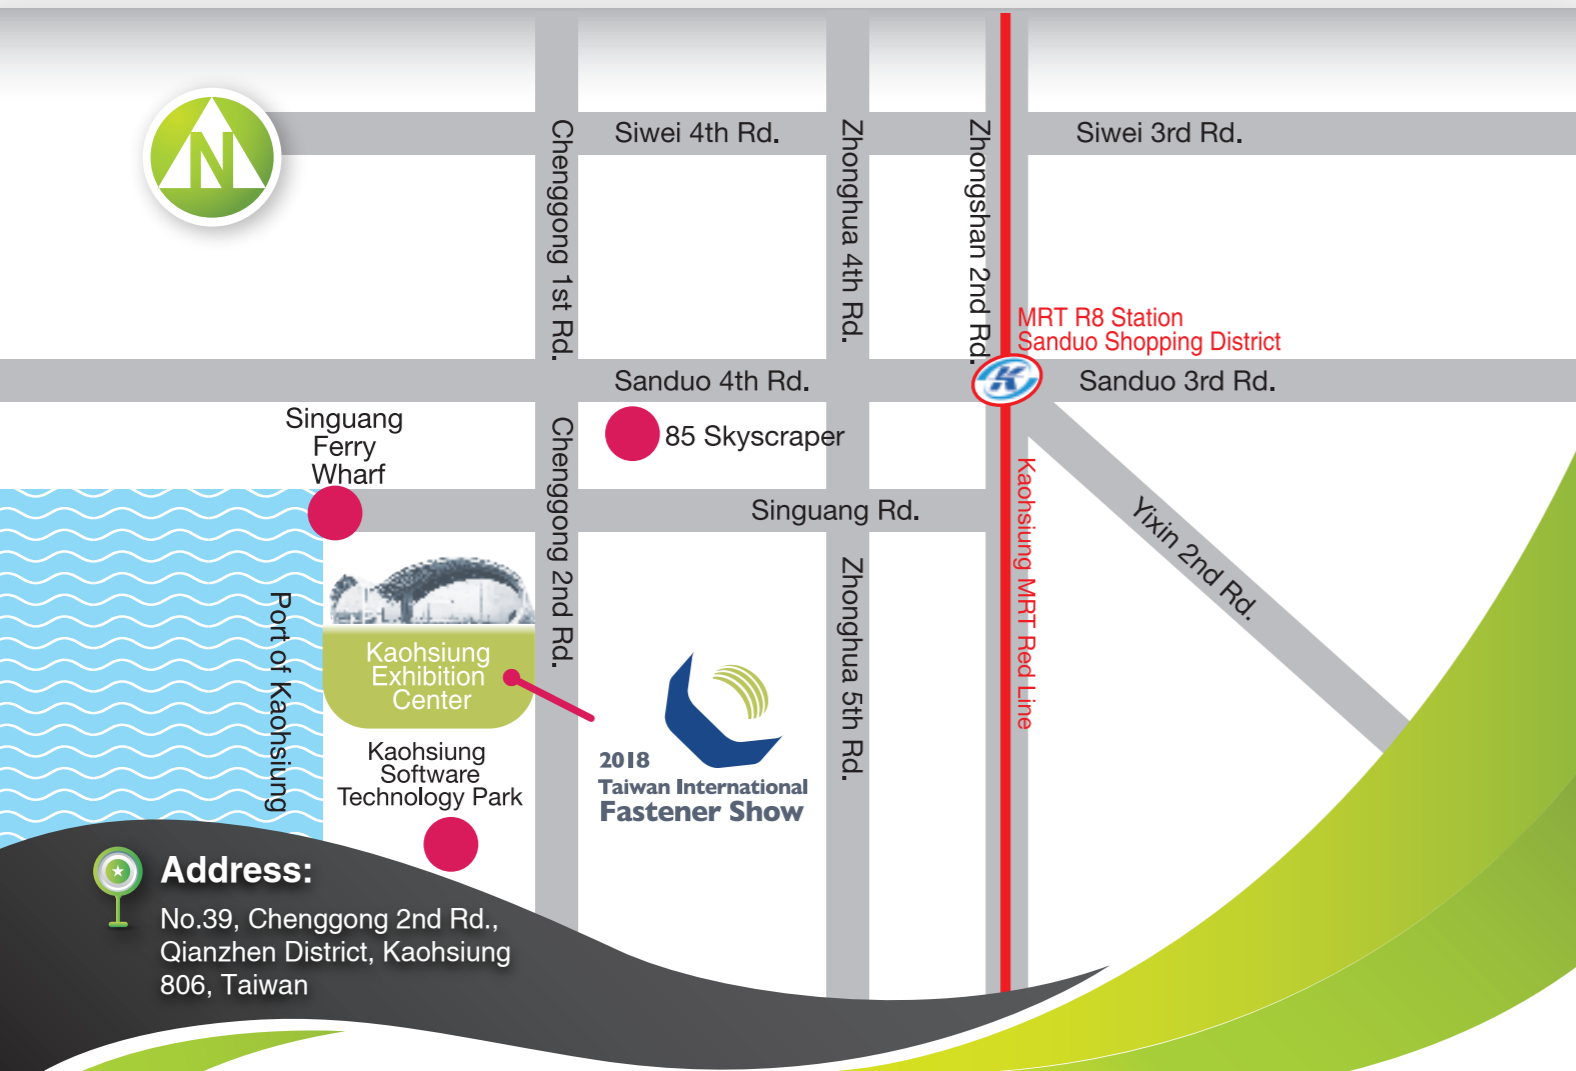 N
Siwei 4th Rd.
Siwei 3rd Rd.
Chenggong 1st Rd.
Zhonghua 4th Rd.
Zhongshan 2nd Rd.
MRT R8 Station
Sanduo Shopping District
K
Sanduo 4th Rd.
Sanduo 3rd Rd.
Singuang
Ferry
Wharf
85 Skyscraper
Chenggong 2nd Rd.
Singuang Rd.
Kaohsiung MRT Red Line
Yixin 2nd Rd.
Zhonghua 5th Rd.
Port of Kaohsiung
Kaohsiung
Exhibition
Center
2018
Taiwan International
Fastener Show
Kaohsiung
Software
Technology Park
Address:
No.39, Chenggong 2nd Rd.,
Qianzhen District, Kaohsiung
806, Taiwan